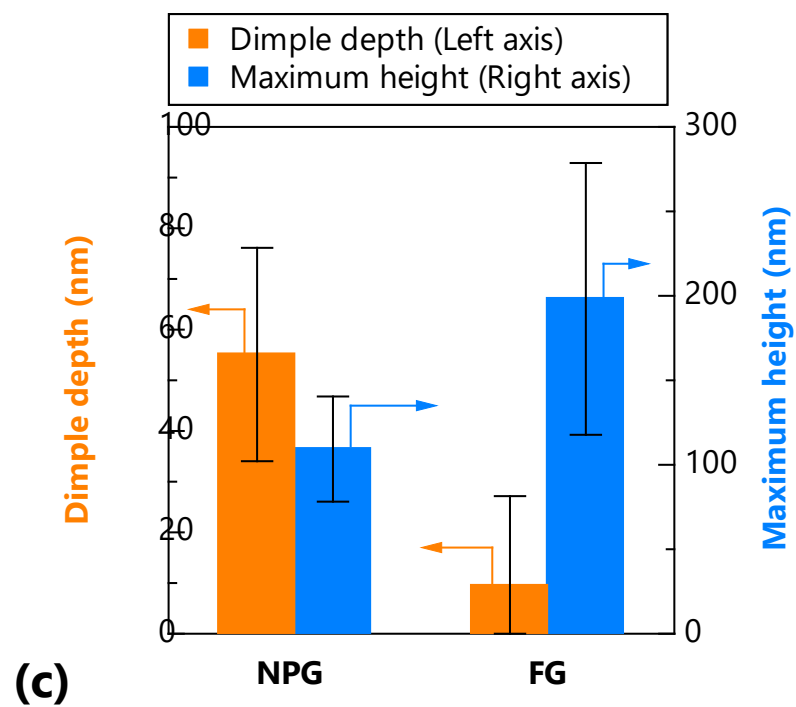 Dimple depth (Left axis)
Maximum height (Right axis)
100
80
60
40
20
0
300
200
100
0
Dimple depth (nm)
Maximum height (nm)
NPG
FG
(c)